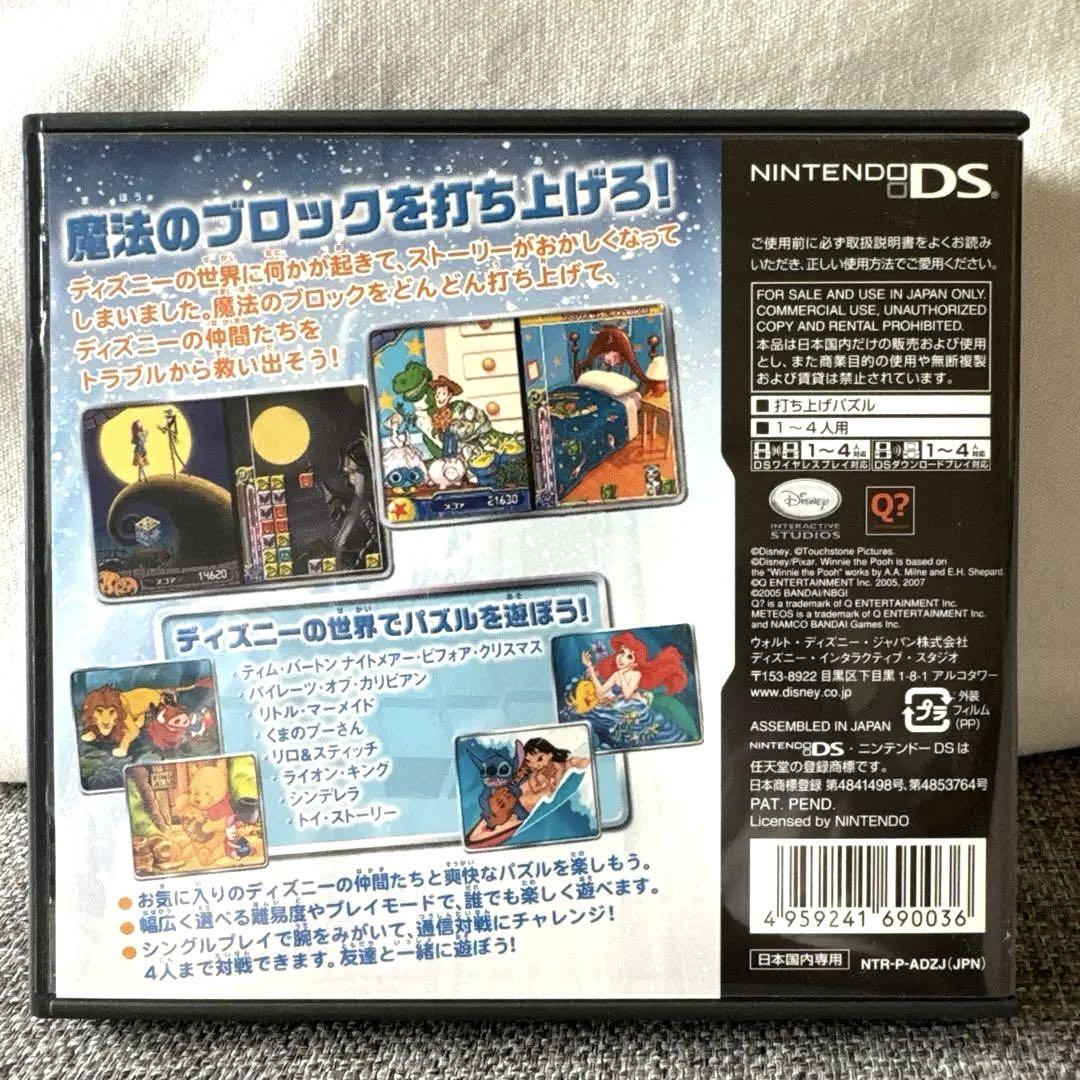 魔法のブロックを打ち上げろ!
ディズニーの世界に何かが起きて、ストーリーがおかしくなって
しまいました。魔法のブロックをどんどん打ち上げて、
ディズニーの仲間たちを
トラブルから救い出そう!
スコア 14620
スコア 21630
ディズニーの世界でパズルを遊ぼう!
ティム・バートン ナイトメアー・ビフォア・クリスマス
パイレーツ・オブ・カリビアン
リトル・マーメイド
くまのプーさん
リロ&スティッチ
ライオン・キング
シンデレラ
トイ・ストーリー
● お気に入りのディズニーの仲間たちと爽快なパズルを楽しもう。
● 幅広く選べる難易度やプレイモードで、誰でも楽しく遊べます。
● シングルプレイで腕をみがいて、通信対戦にチャレンジ!
4人まで対戦できます。友達と一緒に遊ぼう!
NINTENDO DS®
ご使用前に必ず取扱説明書をよくお読み
いただき、正しい使用方法でご愛用ください。
FOR SALE AND USE IN JAPAN ONLY.
COMMERCIAL USE, UNAUTHORIZED
COPY AND RENTAL PROHIBITED.
本品は日本国内だけの販売および使用
とし、また商業目的の使用や無断複製
および賃貸は禁止されています。
■ 打ち上げパズル
■ 1〜4人用
1〜4人対応 1〜4人対応
DSワイヤレスプレイ対応 DSダウンロードプレイ対応
Disney
INTERACTIVE
STUDIOS
Q?
©Disney. ©Touchstone Pictures.
©Disney/Pixar. Winnie the Pooh is based on
the "Winnie the Pooh" works by A.A. Milne and E.H. Shepard.
©Q ENTERTAINMENT Inc. 2005, 2007
©2005 BANDAI/NBGI
Q? is a trademark of Q ENTERTAINMENT Inc.
METEOS is a trademark of Q ENTERTAINMENT Inc.
and NAMCO BANDAI Games Inc.
ウォルト・ディズニー・ジャパン株式会社
ディズニー・インタラクティブ・スタジオ
〒153-8922 目黒区下目黒 1-8-1 アルコタワー
www.disney.co.jp
プラ
外装
フィルム
(PP)
ASSEMBLED IN JAPAN
NINTENDO DS・ニンテンドーDSは
任天堂の登録商標です。
日本商標登録 第4841498号、第4853764号
PAT. PEND.
Licensed by NINTENDO
4 959241 690036
日本国内専用 NTR-P-ADZJ(JPN)